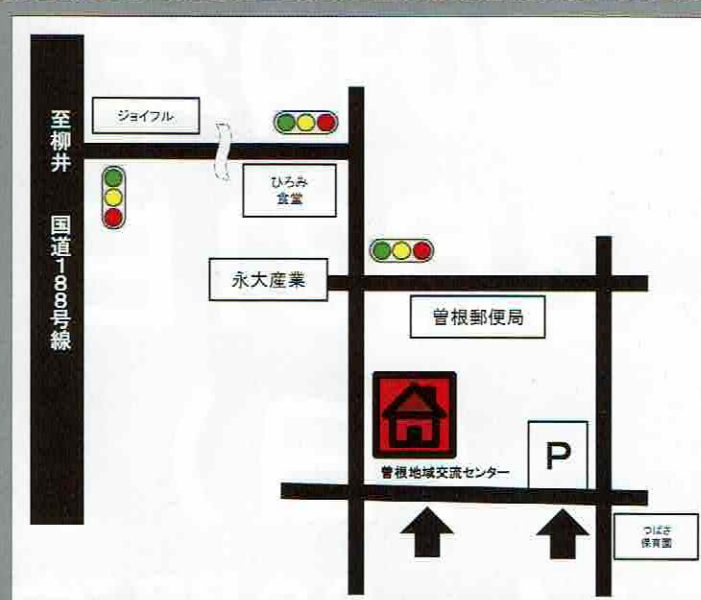 至柳井 国道188号線
ジョイフル
ひろみ
食堂
永大産業
曽根郵便局
曽根地域交流センター
P
つばさ
保育園